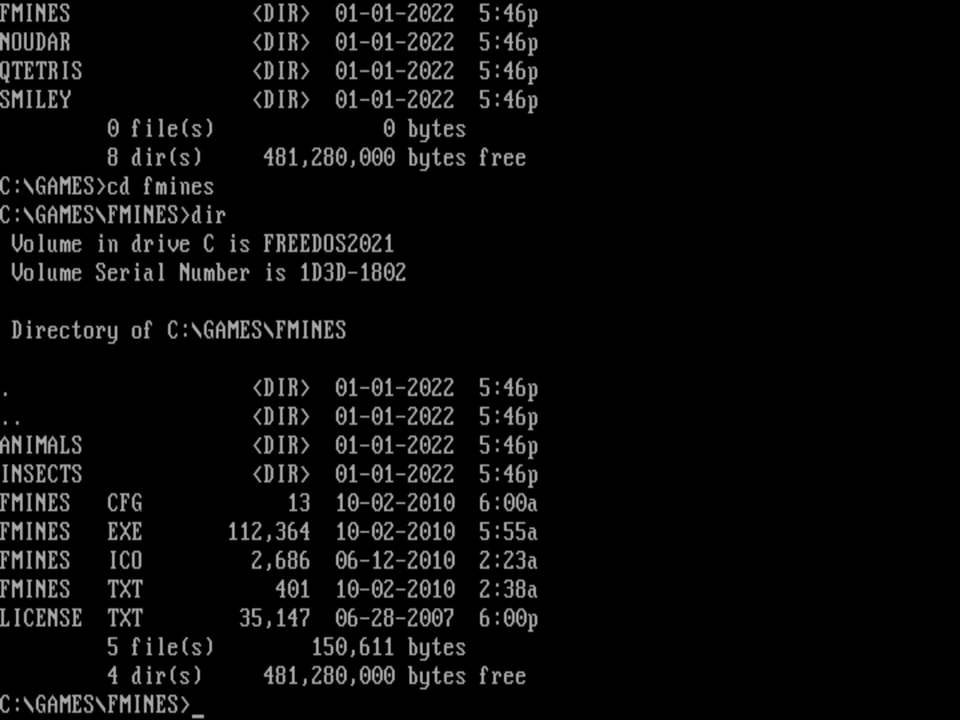 FMINES <DIR> 01-01-2022 5:46p
NOUDAR <DIR> 01-01-2022 5:46p
QTETRIS <DIR> 01-01-2022 5:46p
SMILEY <DIR> 01-01-2022 5:46p
0 file(s) 0 bytes
8 dir(s) 481,280,000 bytes free
C:\GAMES>cd fmines
C:\GAMES\FMINES>dir
Volume in drive C is FREEDOS2021
Volume Serial Number is 1D3D-1802
Directory of C:\GAMES\FMINES
. <DIR> 01-01-2022 5:46p
.. <DIR> 01-01-2022 5:46p
ANIMALS <DIR> 01-01-2022 5:46p
INSECTS <DIR> 01-01-2022 5:46p
FMINES CFG 13 10-02-2010 6:00a
FMINES EXE 112,364 10-02-2010 5:55a
FMINES ICO 2,686 06-12-2010 2:23a
FMINES TXT 401 10-02-2010 2:38a
LICENSE TXT 35,147 06-28-2007 6:00p
5 file(s) 150,611 bytes
4 dir(s) 481,280,000 bytes free
C:\GAMES\FMINES>_